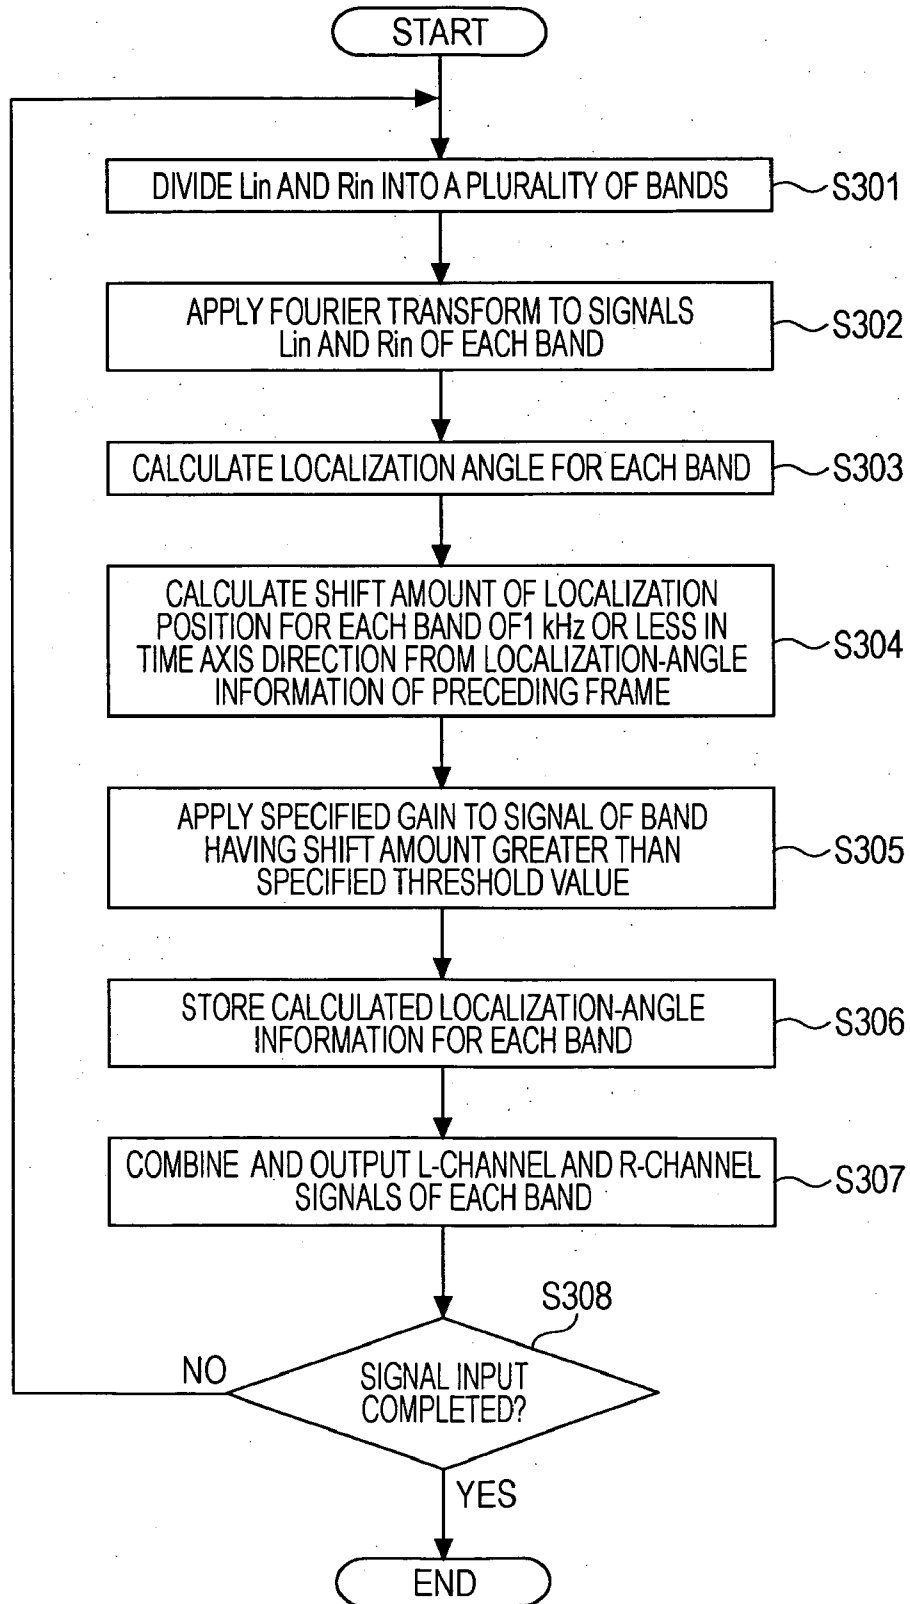 START
DIVIDE Lin AND Rin INTO A PLURALITY OF BANDS
S301
APPLY FOURIER TRANSFORM TO SIGNALS
Lin AND Rin OF EACH BAND
S302
CALCULATE LOCALIZATION ANGLE FOR EACH BAND
S303
CALCULATE SHIFT AMOUNT OF LOCALIZATION
POSITION FOR EACH BAND OF1 kHz OR LESS IN
TIME AXIS DIRECTION FROM LOCALIZATION-ANGLE
INFORMATION OF PRECEDING FRAME
S304
APPLY SPECIFIED GAIN TO SIGNAL OF BAND
HAVING SHIFT AMOUNT GREATER THAN
SPECIFIED THRESHOLD VALUE
S305
STORE CALCULATED LOCALIZATION-ANGLE
INFORMATION FOR EACH BAND
S306
COMBINE AND OUTPUT L-CHANNEL AND R-CHANNEL
SIGNALS OF EACH BAND
S307
S308
NO
SIGNAL INPUT
COMPLETED?
YES
END